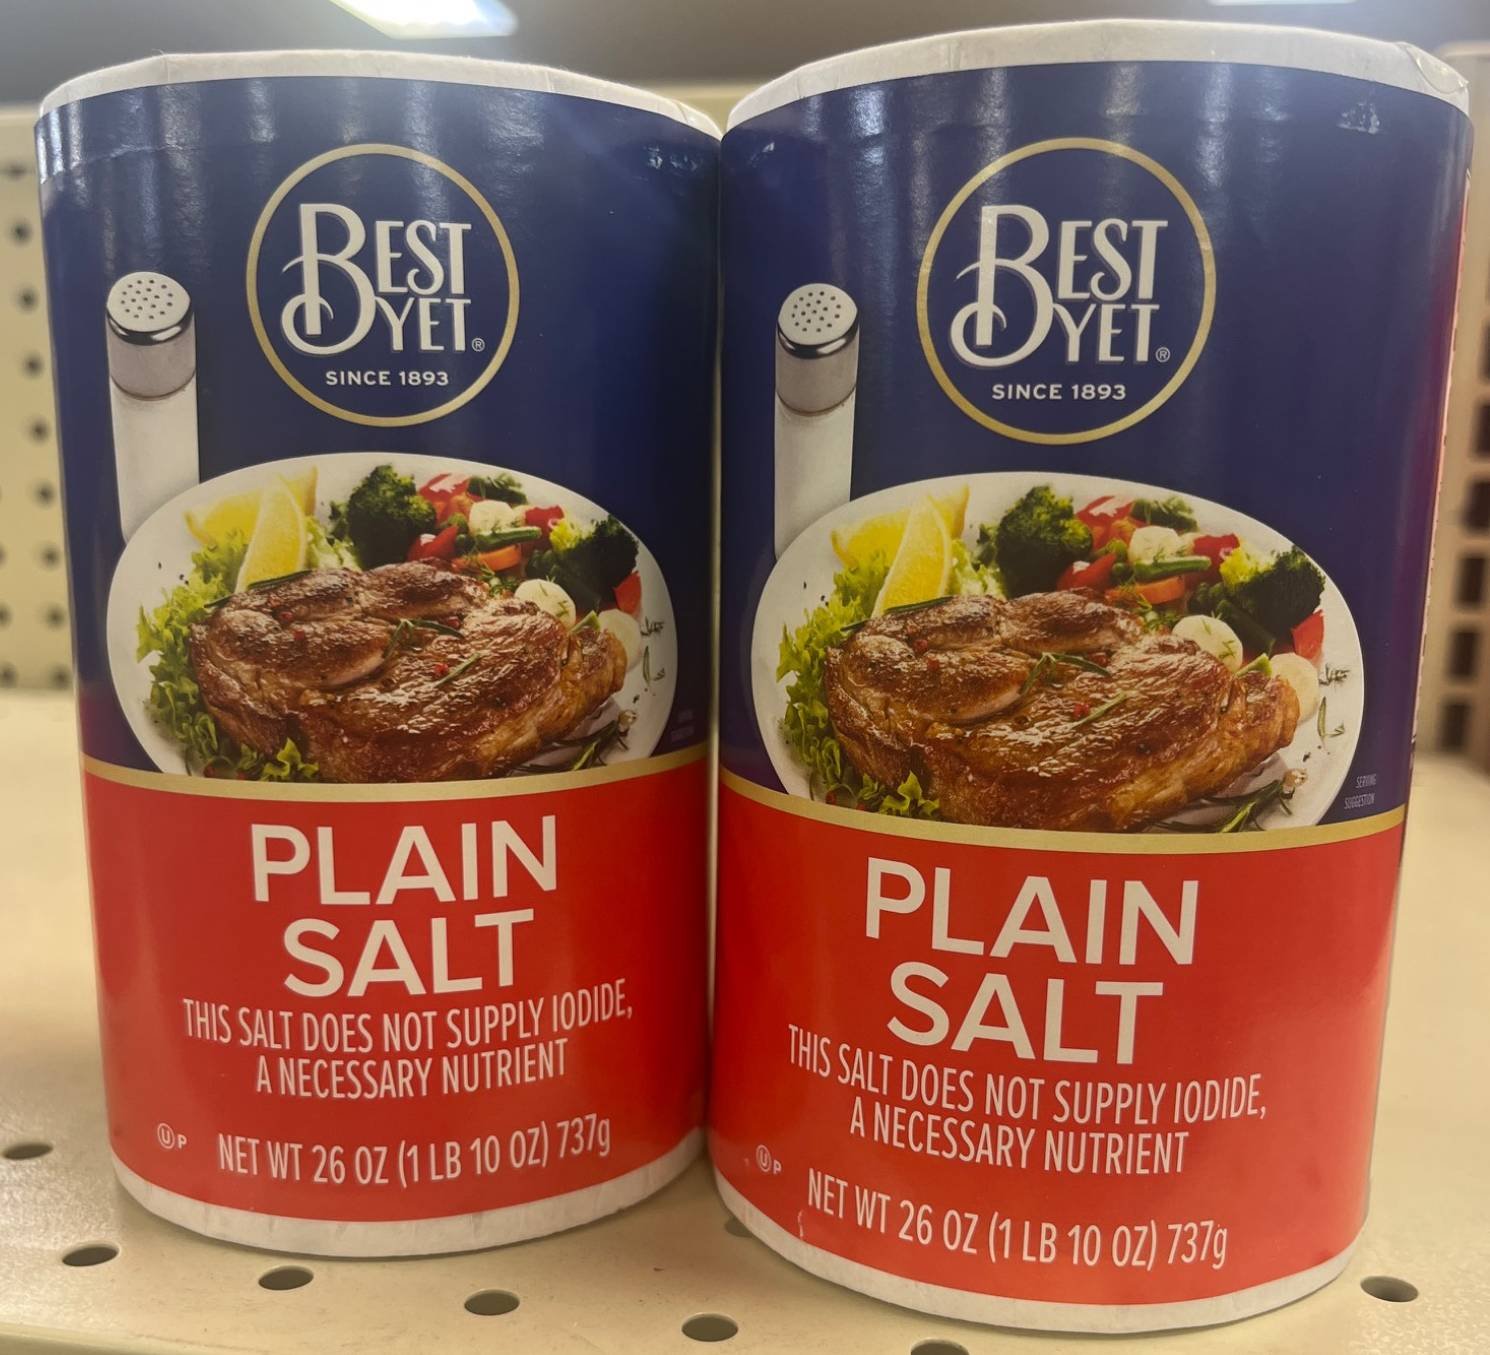 BEST
YET®
SINCE 1893
PLAIN
SALT
THIS SALT DOES NOT SUPPLY IODIDE,
A NECESSARY NUTRIENT
U P NET WT 26 OZ (1 LB 10 OZ) 737g
BEST
YET®
SINCE 1893
SERVING
SUGGESTION
PLAIN
SALT
THIS SALT DOES NOT SUPPLY IODIDE,
A NECESSARY NUTRIENT
U P NET WT 26 OZ (1 LB 10 OZ) 737g